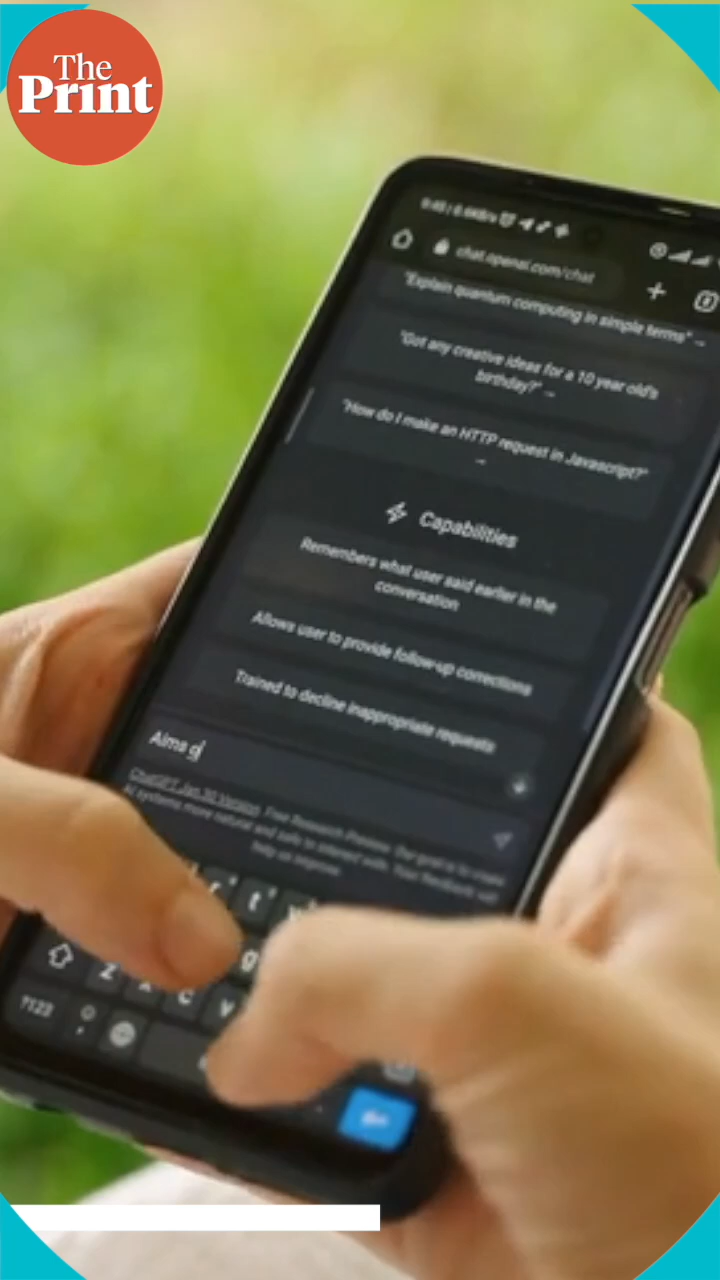 The
Print
9:45
chat.openai.com/chat
"Explain quantum computing in simple terms" →
"Got any creative ideas for a 10 year old's
birthday?" →
"How do I make an HTTP request in Javascript?"
→
Capabilities
Remembers what user said earlier in the
conversation
Allows user to provide follow-up corrections
Trained to decline inappropriate requests
Aims g
ChatGPT Jan 30 Version. Free Research Preview. Our goal is to make
AI systems more natural and safe to interact with. Your feedback will
help us improve.
r t
g
z x c v
?123